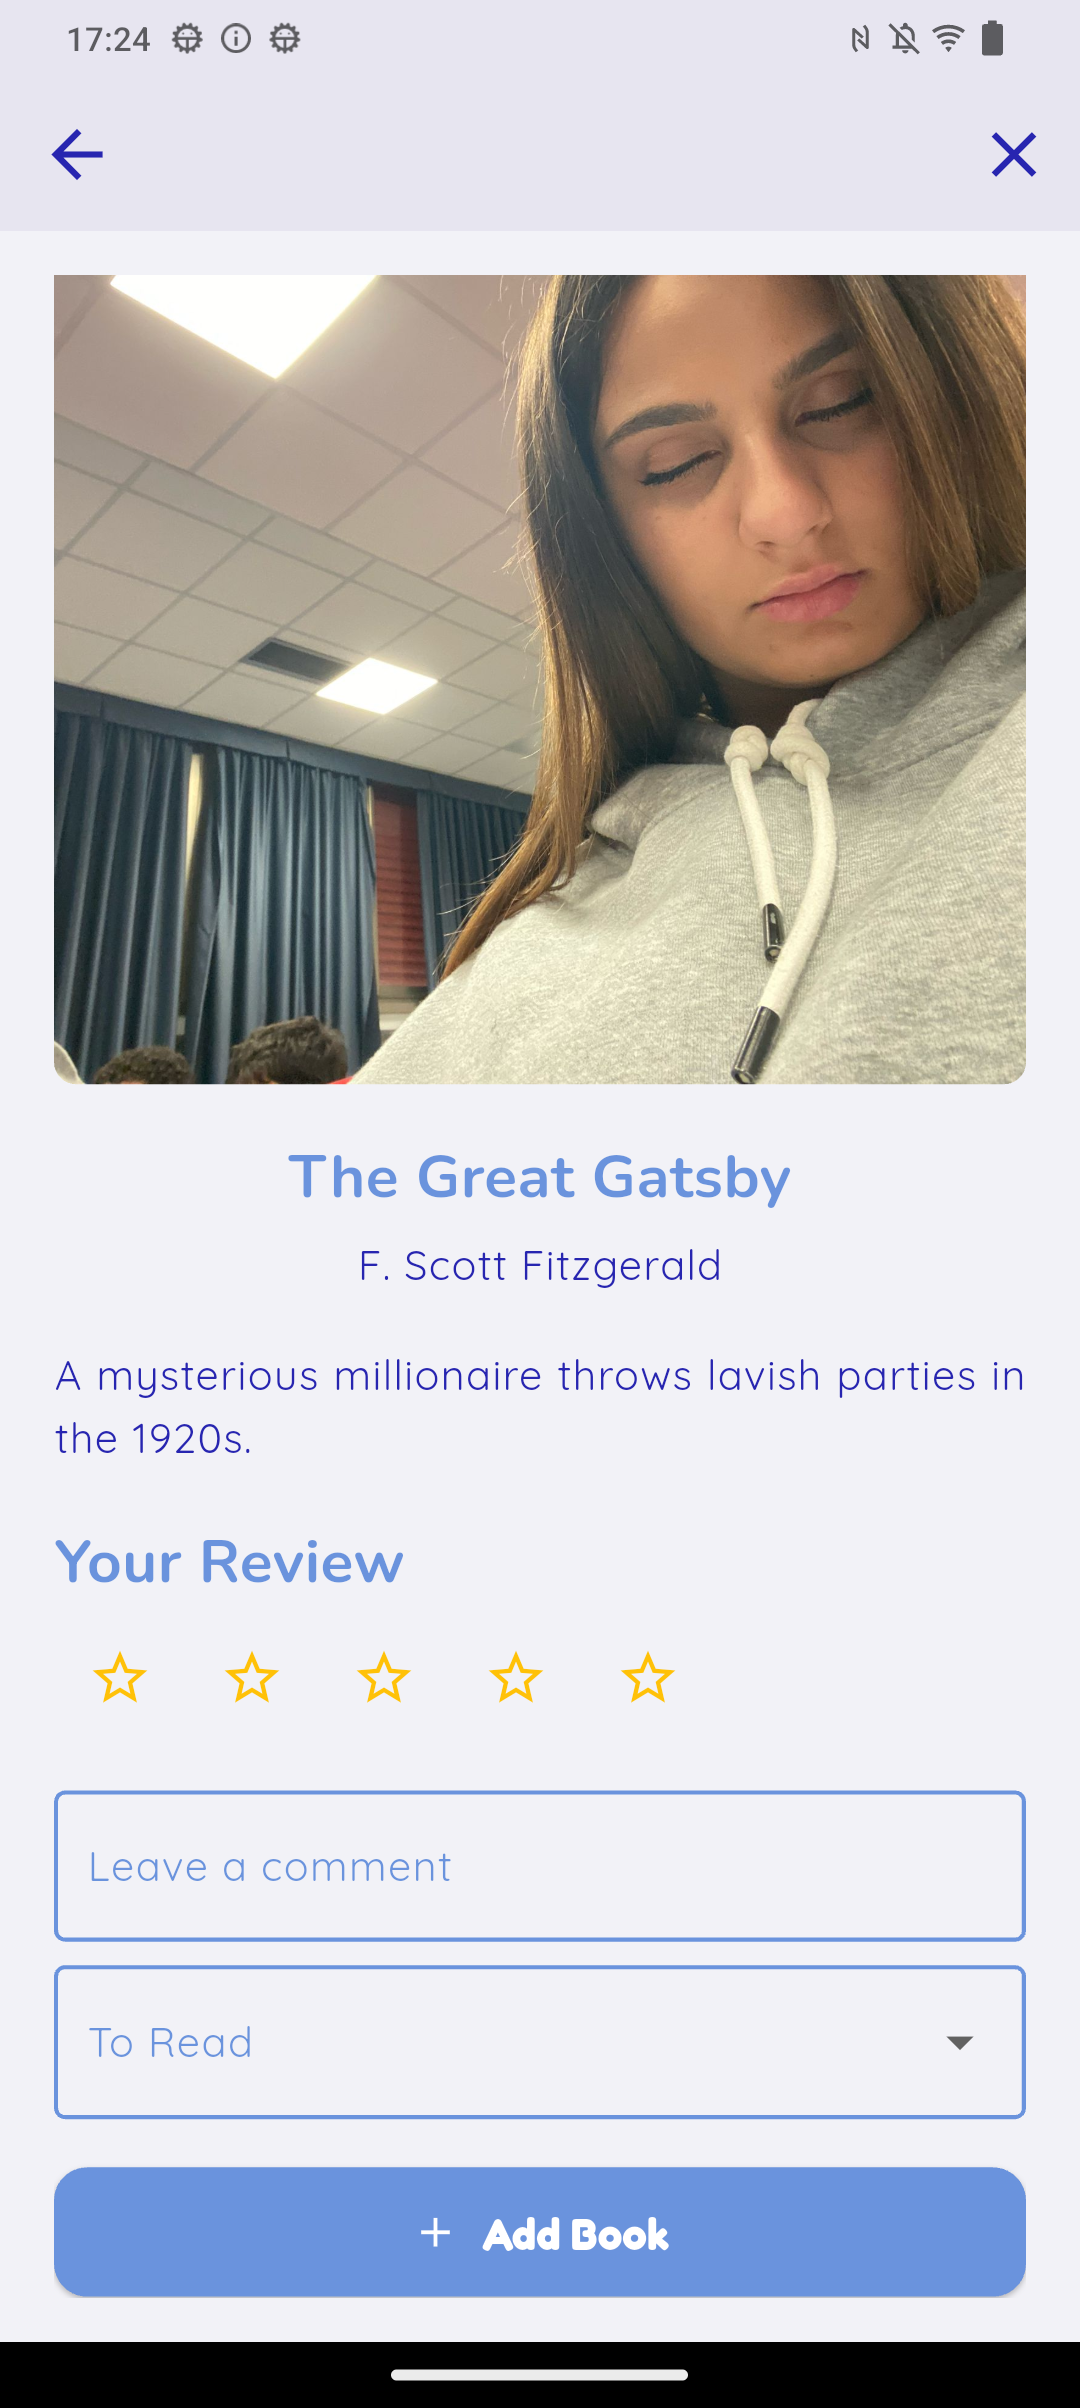 17:24
The Great Gatsby
F. Scott Fitzgerald
A mysterious millionaire throws lavish parties in
the 1920s.
Your Review
Leave a comment
To Read
+ Add Book